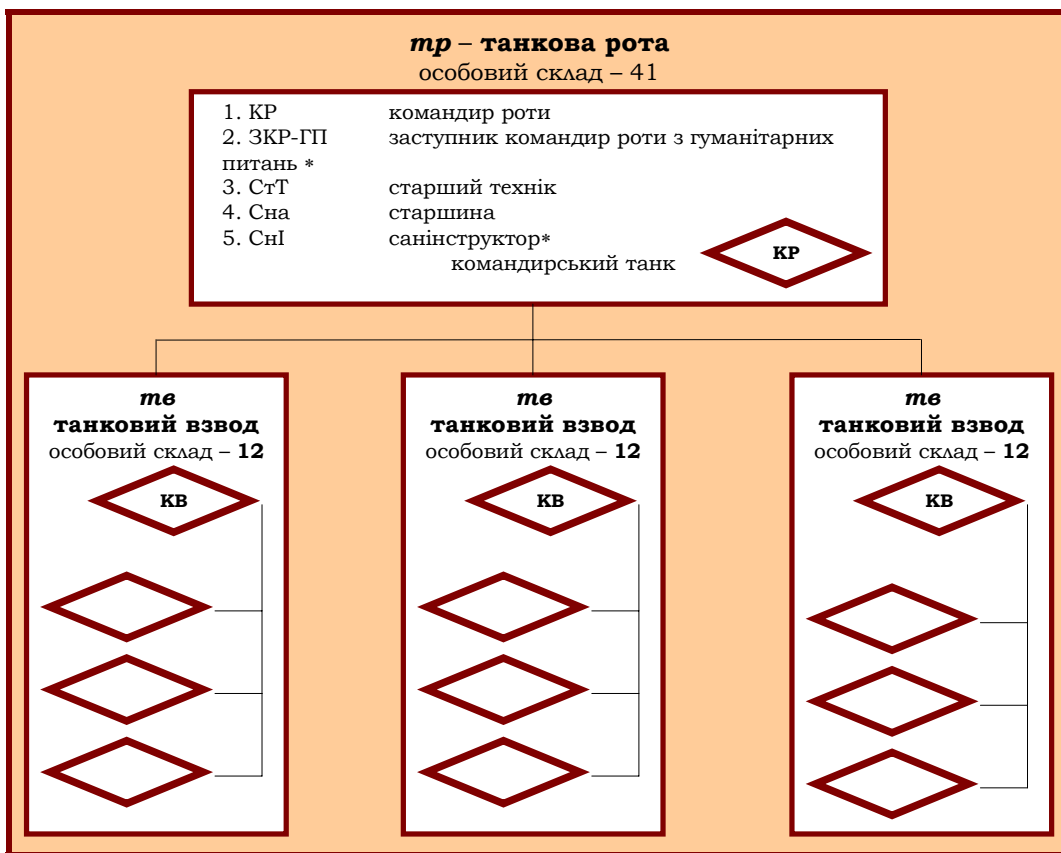 тр – танкова рота
особовий склад – 41
1. КР командир роти
2. ЗКР-ГП заступник командир роти з гуманітарних
питань *
3. СтТ старший технік
4. Сна старшина
5. СнІ санінструктор*
командирський танк
КР
тв
танковий взвод
особовий склад – 12
КВ
тв
танковий взвод
особовий склад – 12
КВ
тв
танковий взвод
особовий склад – 12
КВ